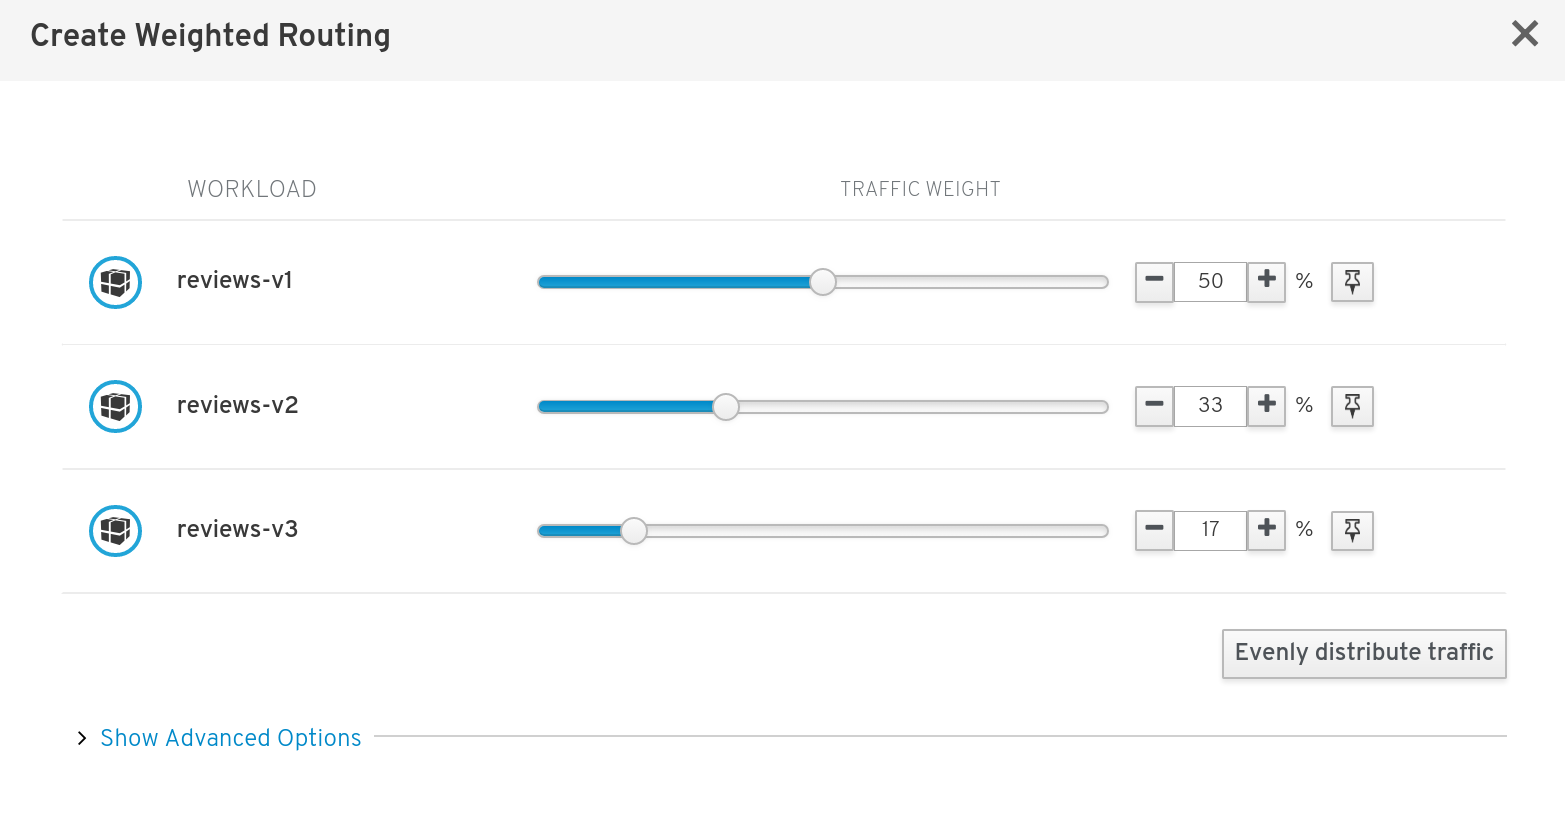 Create Weighted Routing
WORKLOAD TRAFFIC WEIGHT
reviews-v1 50 %
reviews-v2 33 %
reviews-v3 17 %
Evenly distribute traffic
Show Advanced Options